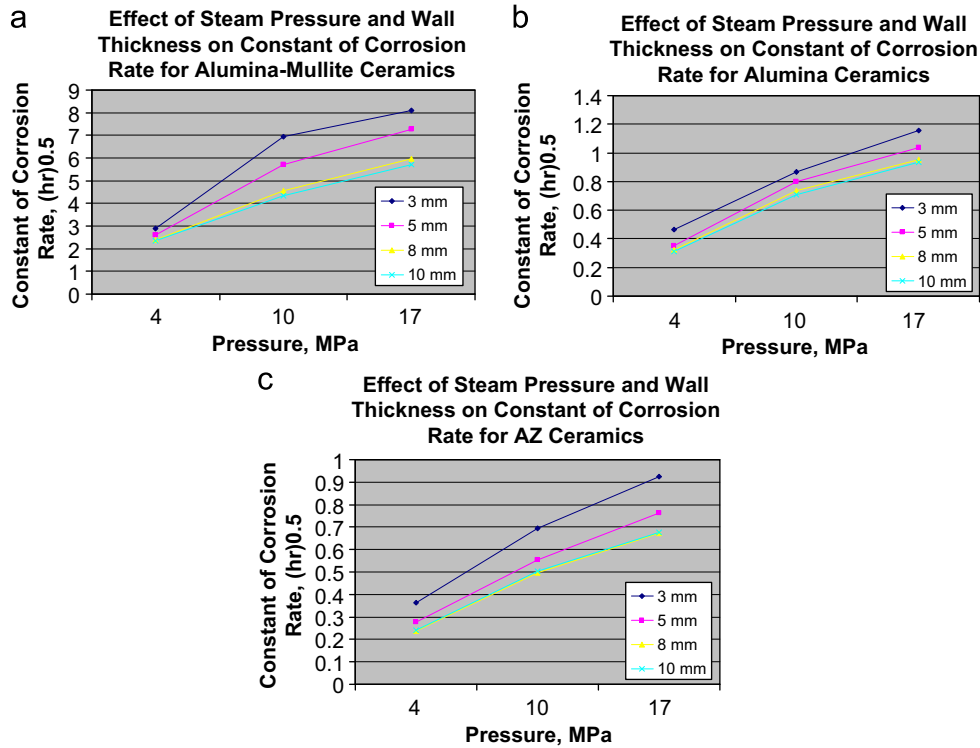 a
Effect of Steam Pressure and Wall
Thickness on Constant of Corrosion
Rate for Alumina-Mullite Ceramics
Constant of Corrosion
Rate, (hr)0.5
9
8
7
6
5
4
3
2
1
0
3 mm
5 mm
8 mm
10 mm
4 10 17
Pressure, MPa
b
Effect of Steam Pressure and Wall
Thickness on Constant of Corrosion
Rate for Alumina Ceramics
Constant of Corrosion
Rate, (hr)0.5
1.4
1.2
1
0.8
0.6
0.4
0.2
0
3 mm
5 mm
8 mm
10 mm
4 10 17
Pressure, MPa
c
Effect of Steam Pressure and Wall
Thickness on Constant of Corrosion
Rate for AZ Ceramics
Constant of Corrosion
Rate, (hr)0.5
1
0.9
0.8
0.7
0.6
0.5
0.4
0.3
0.2
0.1
0
3 mm
5 mm
8 mm
10 mm
4 10 17
Pressure, MPa